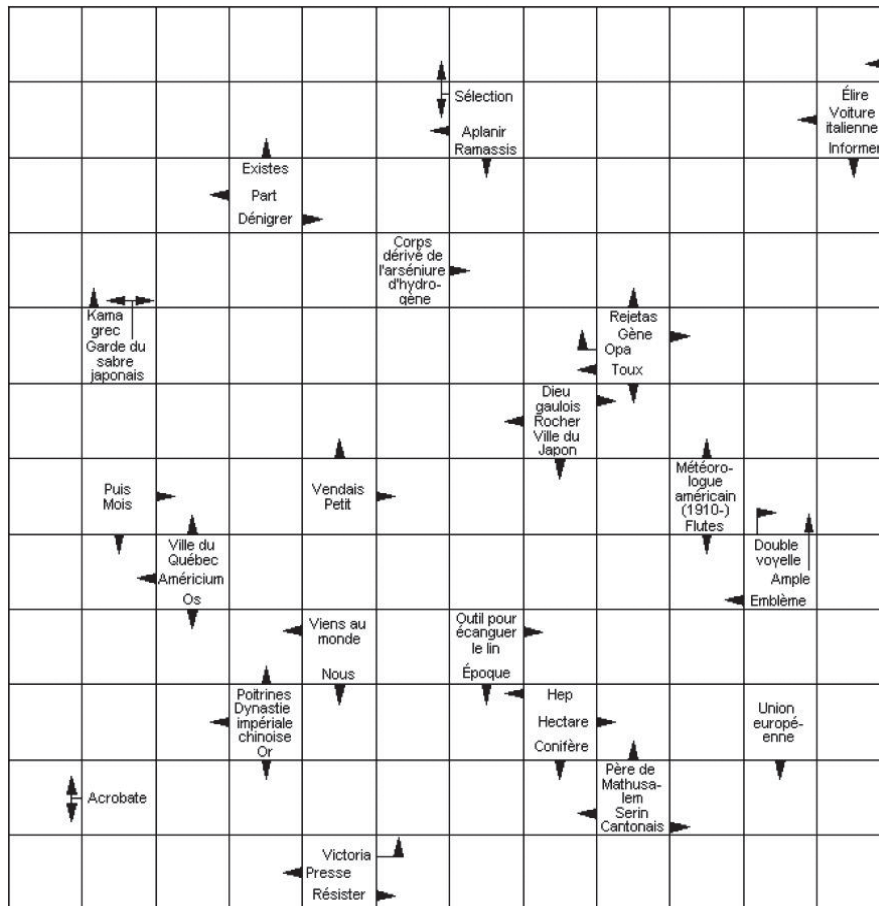 Sélection
Aplanir
Ramassis
Élire
Voiture
italienne
Informer
Existes
Part
Dénigrer
Corps
dérivé de
l'arséniure
d'hydro-
gène
Kama
grec
Garde du
sabre
japonais
Rejetas
Gène
Opa
Toux
Dieu
gaulois
Rocher
Ville du
Japon
Puis
Mois
Vendais
Petit
Météoro-
logue
américain
(1910-)
Flutes
Ville du
Québec
Américium
Os
Double
voyelle
Ample
Emblème
Viens au
monde
Nous
Outil pour
écanguer
le lin
Époque
Poitrines
Dynastie
impériale
chinoise
Or
Hep
Hectare
Conifère
Union
europé-
enne
Acrobate
Père de
Mathusa-
lem
Serin
Cantonais
Victoria
Presse
Résister